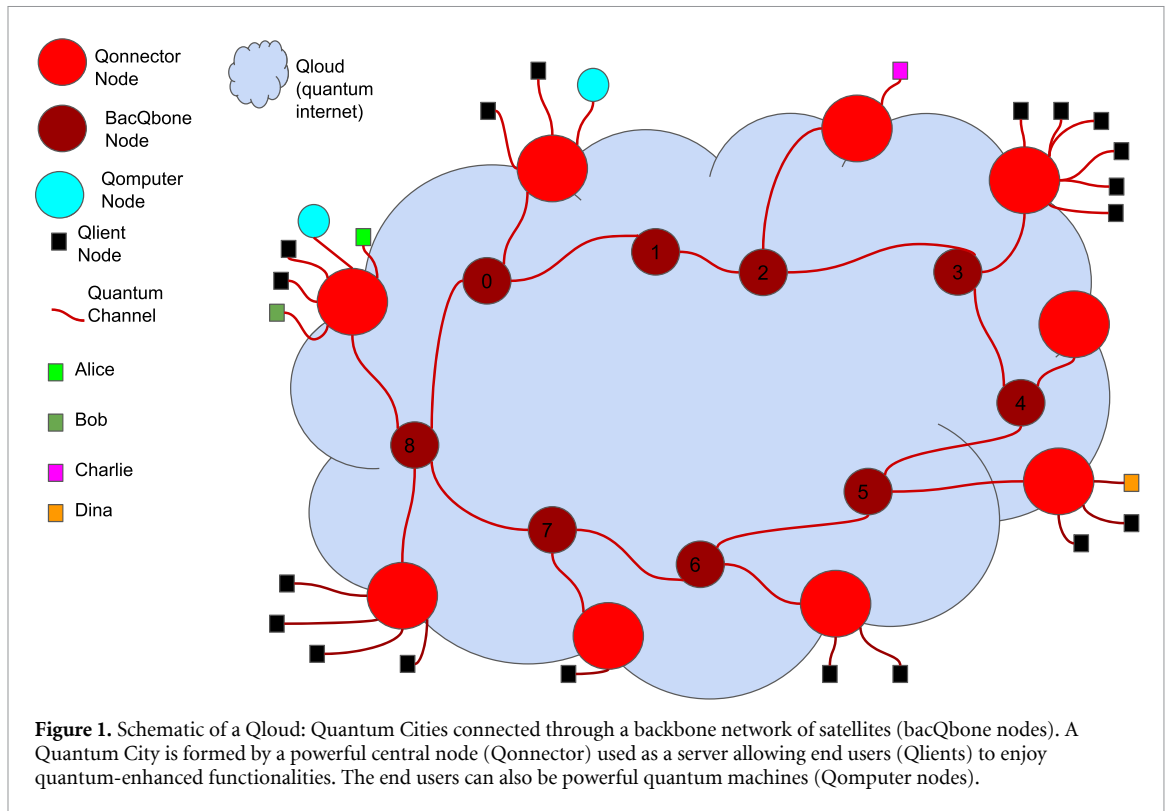 Qonnector
Node
BacQbone
Node
Qomputer
Node
Qlient
Node
Quantum
Channel
Alice
Bob
Charlie
Dina
Qloud
(quantum
internet)
0
1
2
3
4
5
6
7
8
Figure 1. Schematic of a Qloud: Quantum Cities connected through a backbone network of satellites (bacQbone nodes). A
Quantum City is formed by a powerful central node (Qonnector) used as a server allowing end users (Qlients) to enjoy
quantum-enhanced functionalities. The end users can also be powerful quantum machines (Qomputer nodes).